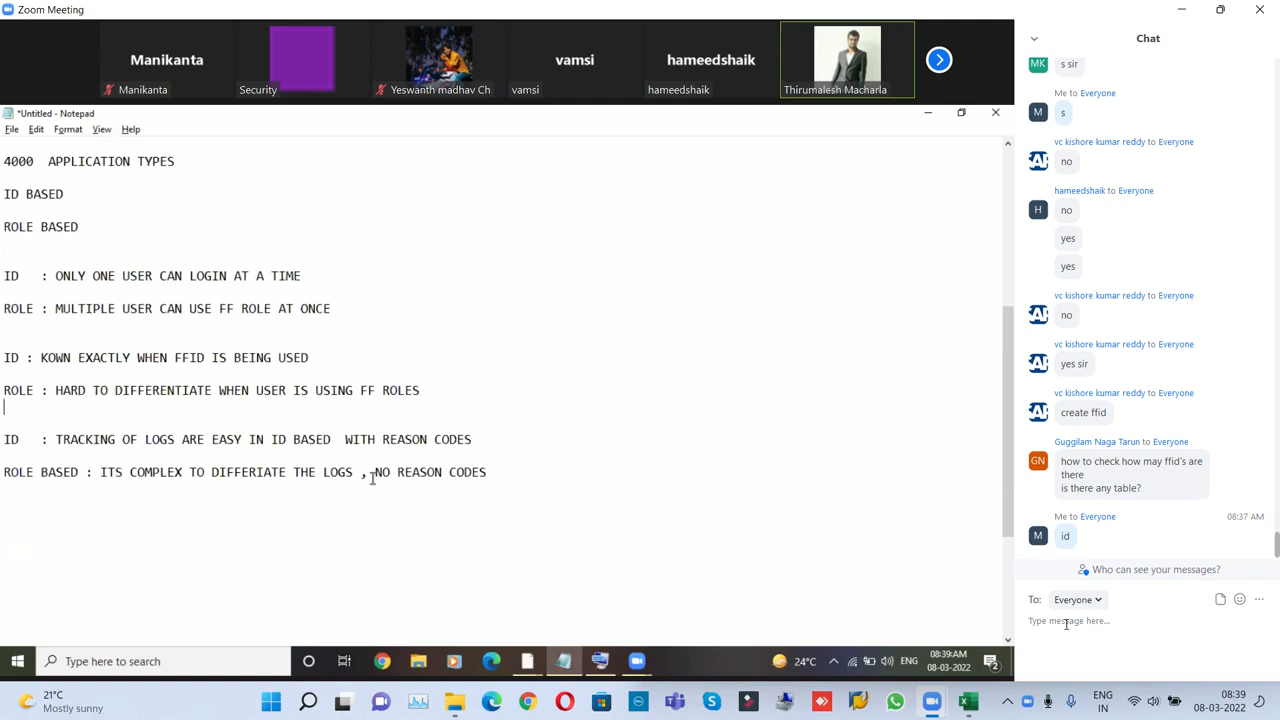 Zoom Meeting
Manikanta
vamsi
hameedshaik
Manikanta
Security
Yeswanth madhav Ch
vamsi
hameedshaik
Thirumalesh Macharla
*Untitled - Notepad
File Edit Format View Help
4000 APPLICATION TYPES
ID BASED
ROLE BASED
ID : ONLY ONE USER CAN LOGIN AT A TIME
ROLE : MULTIPLE USER CAN USE FF ROLE AT ONCE
ID : KOWN EXACTLY WHEN FFID IS BEING USED
ROLE : HARD TO DIFFERENTIATE WHEN USER IS USING FF ROLES
ID : TRACKING OF LOGS ARE EASY IN ID BASED WITH REASON CODES
ROLE BASED : ITS COMPLEX TO DIFFERIATE THE LOGS , NO REASON CODES
Type here to search
24°C
ENG
08:39 AM
08-03-2022
2
Chat
MK
s sir
Me to Everyone
M
s
vc kishore kumar reddy to Everyone
SAP
no
hameedshaik to Everyone
H
no
yes
yes
vc kishore kumar reddy to Everyone
SAP
no
vc kishore kumar reddy to Everyone
SAP
yes sir
vc kishore kumar reddy to Everyone
SAP
create ffid
Guggilam Naga Tarun to Everyone
GN
how to check how may ffid's are
there
is there any table?
Me to Everyone 08:37 AM
M
id
Who can see your messages?
To: Everyone
Type message here...
21°C
Mostly sunny
ENG
IN
08:39
08-03-2022